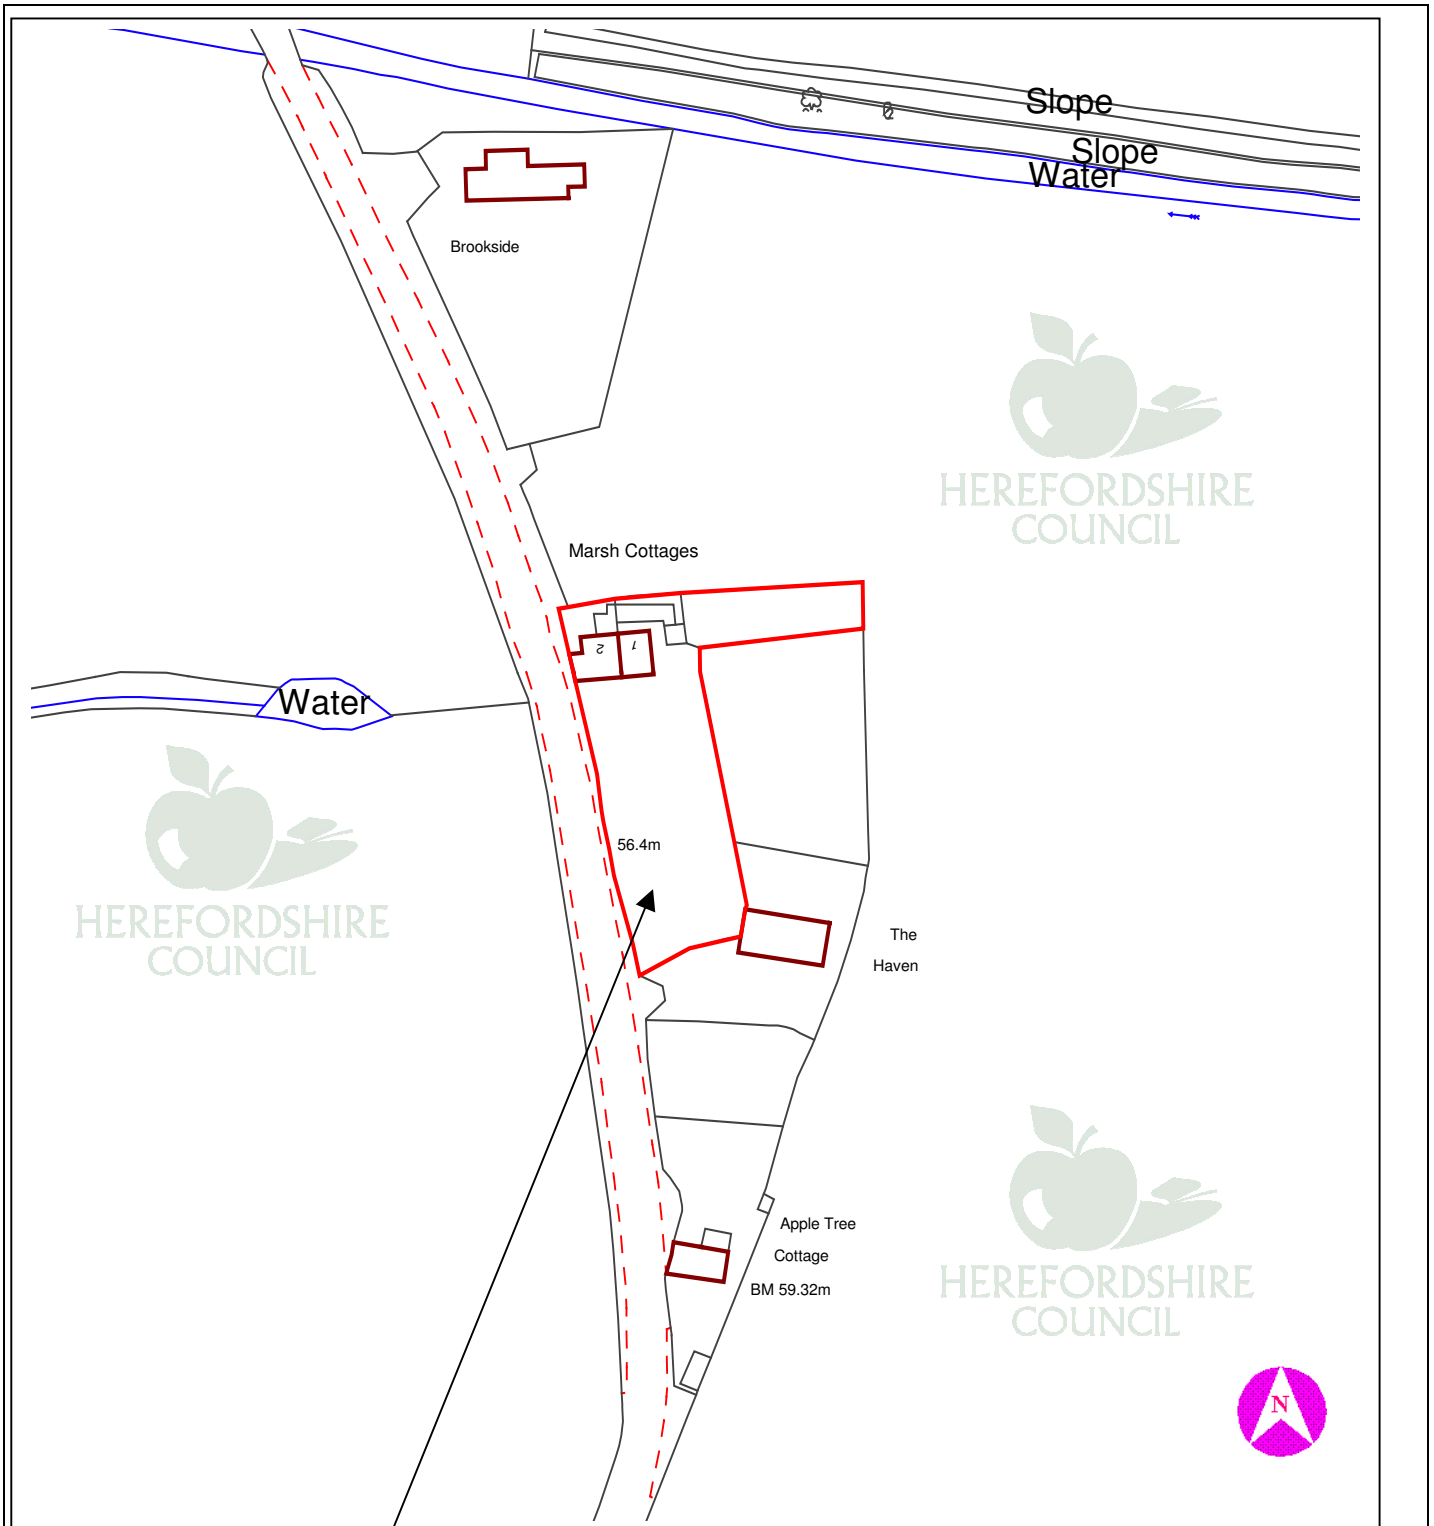 Slope
Slope
Water
Brookside
HEREFORDSHIRE
COUNCIL
Marsh Cottages
2
1
Water
56.4m
HEREFORDSHIRE
COUNCIL
The
Haven
Apple Tree
Cottage
BM 59.32m
HEREFORDSHIRE
COUNCIL
N